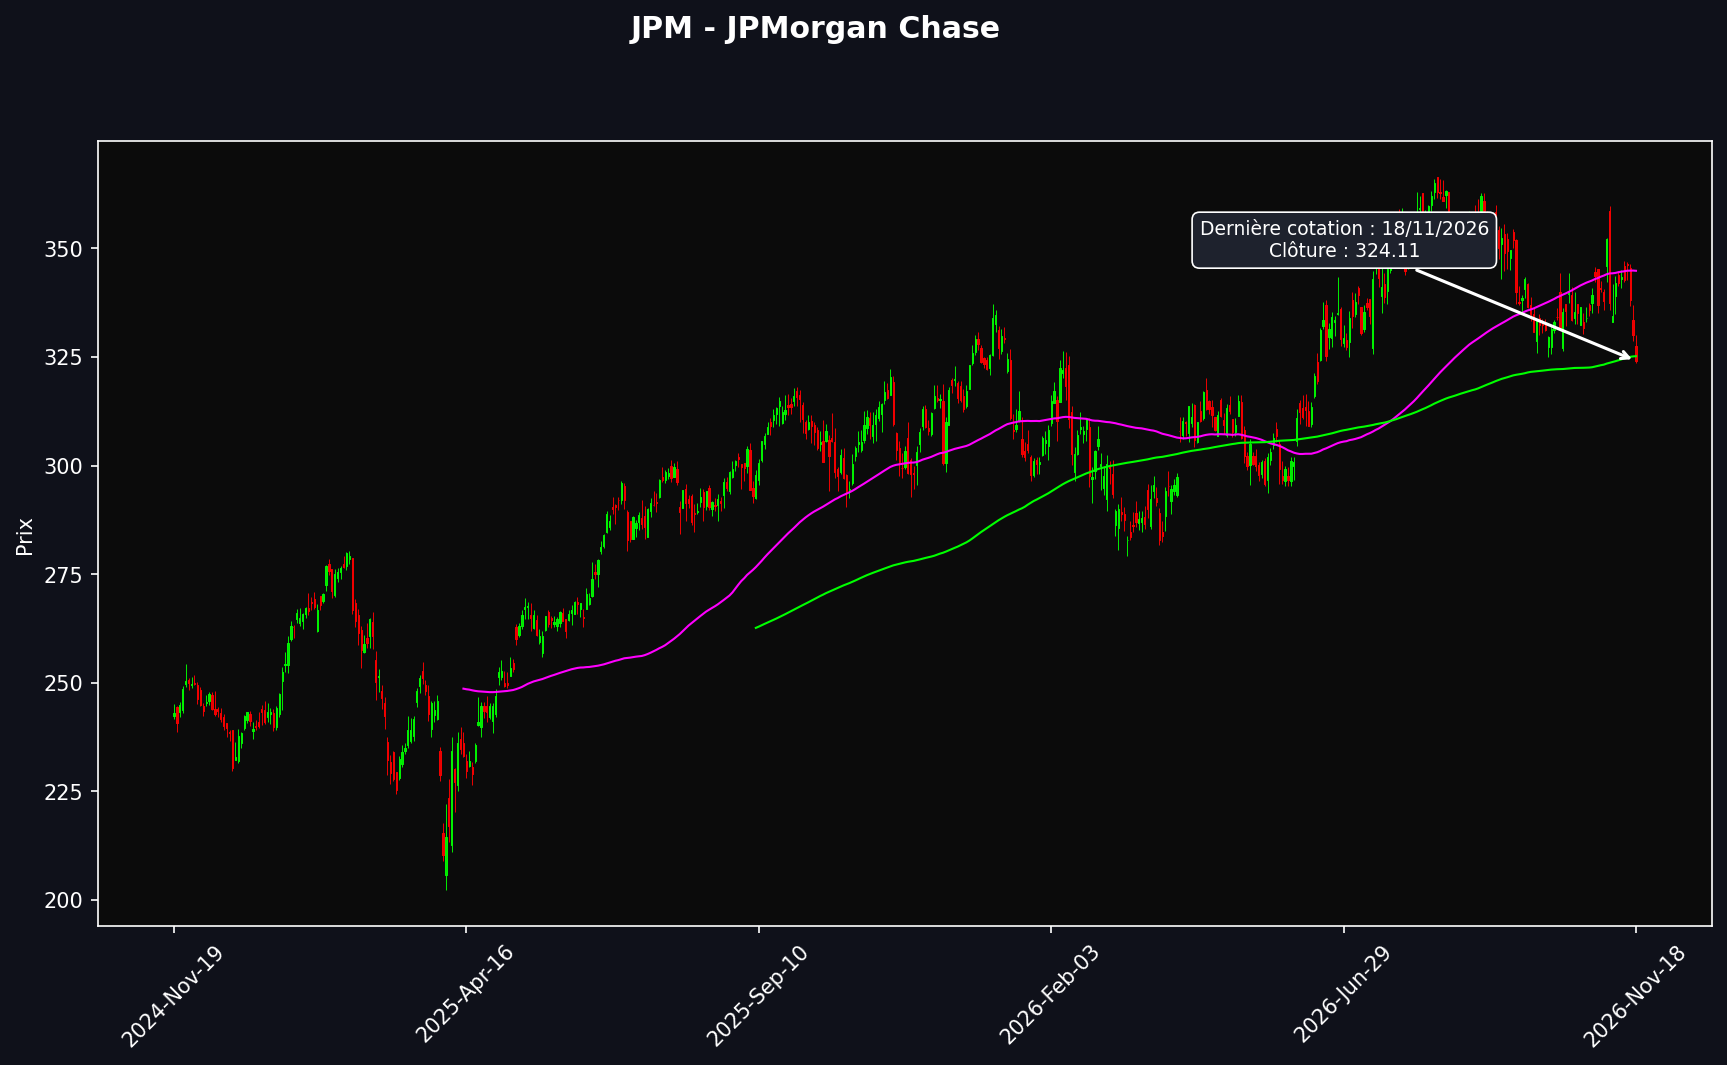 JPM - JPMorgan Chase
Dernière cotation : 18/11/2026
Clôture : 324.11
Prix
350
325
300
275
250
225
200
2024-Nov-19
2025-Apr-16
2025-Sep-10
2026-Feb-03
2026-Jun-29
2026-Nov-18